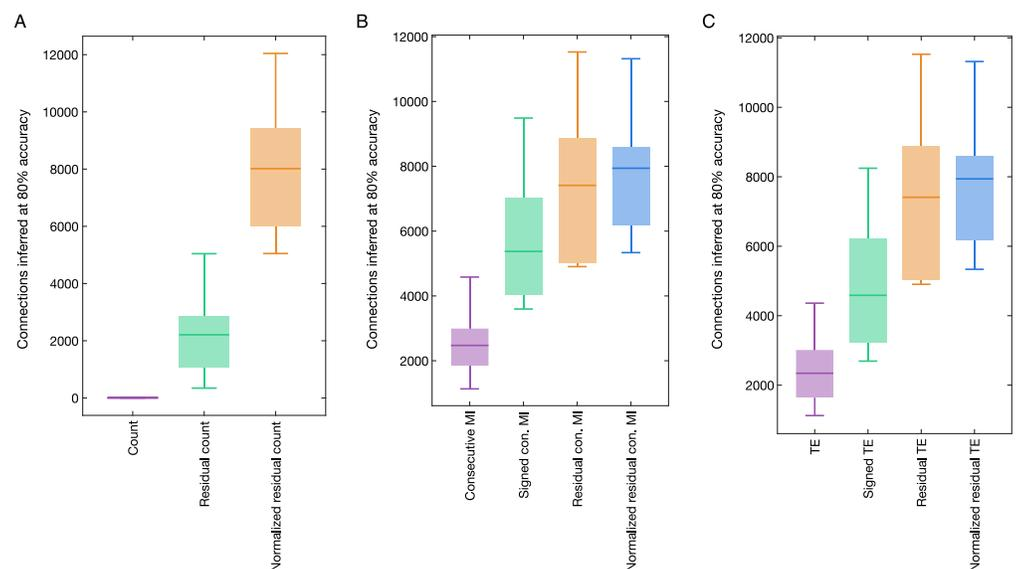 A
B
C
Connections inferred at 80% accuracy
12000
10000
8000
6000
4000
2000
0
Count
Residual count
Normalized residual count
Connections inferred at 80% accuracy
12000
10000
8000
6000
4000
2000
Consecutive MI
Signed con. MI
Residual con. MI
Normalized residual con. MI
Connections inferred at 80% accuracy
12000
10000
8000
6000
4000
2000
TE
Signed TE
Residual TE
Normalized residual TE